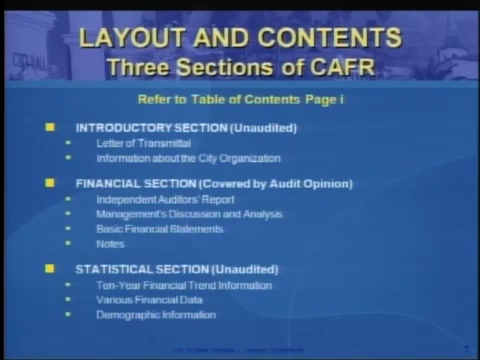 CITY HALL
LAYOUT AND CONTENTS
Three Sections of CAFR
Refer to Table of Contents Page i
INTRODUCTORY SECTION (Unaudited)
Letter of Transmittal
Information about the City Organization
FINANCIAL SECTION (Covered by Audit Opinion)
Independent Auditors' Report
Management's Discussion and Analysis
Basic Financial Statements
Notes
STATISTICAL SECTION (Unaudited)
Ten-Year Financial Trend Information
Various Financial Data
Demographic Information
7